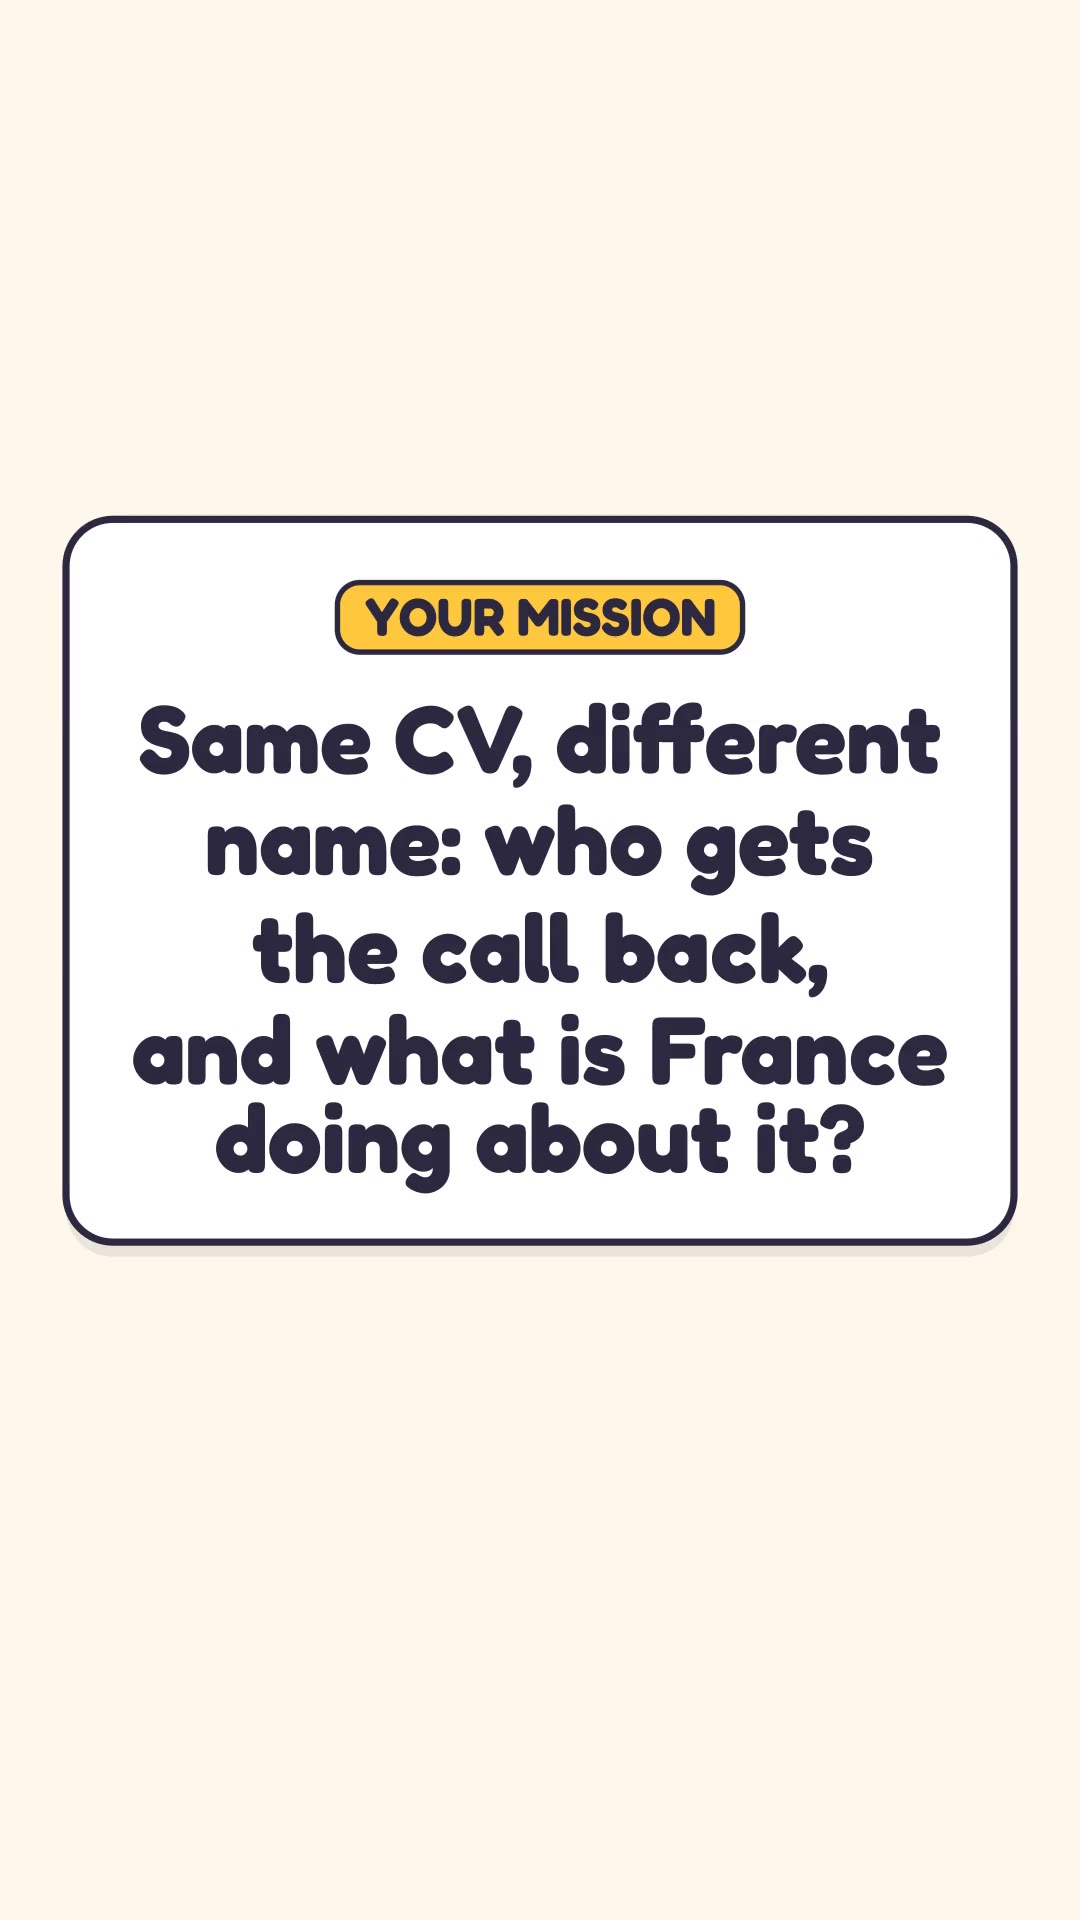 YOUR MISSION
Same CV, different
name: who gets
the call back,
and what is France
doing about it?